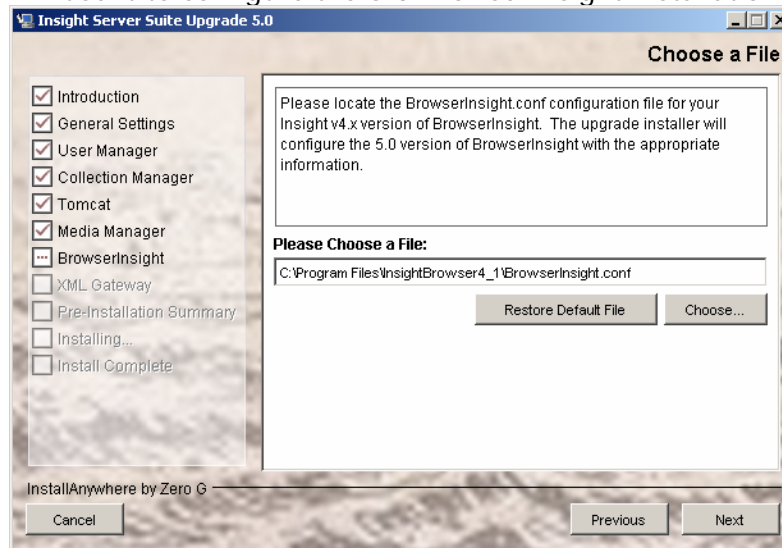 Insight Server Suite Upgrade 5.0
Choose a File
Introduction
General Settings
User Manager
Collection Manager
Tomcat
Media Manager
BrowserInsight
XML Gateway
Pre-Installation Summary
Installing...
Install Complete
Please locate the BrowserInsight.conf configuration file for your
Insight v4.x version of BrowserInsight. The upgrade installer will
configure the 5.0 version of BrowserInsight with the appropriate
information.
Please Choose a File:
C:\Program Files\InsightBrowser4_1\BrowserInsight.conf
Restore Default File
Choose...
InstallAnywhere by Zero G
Cancel
Previous
Next